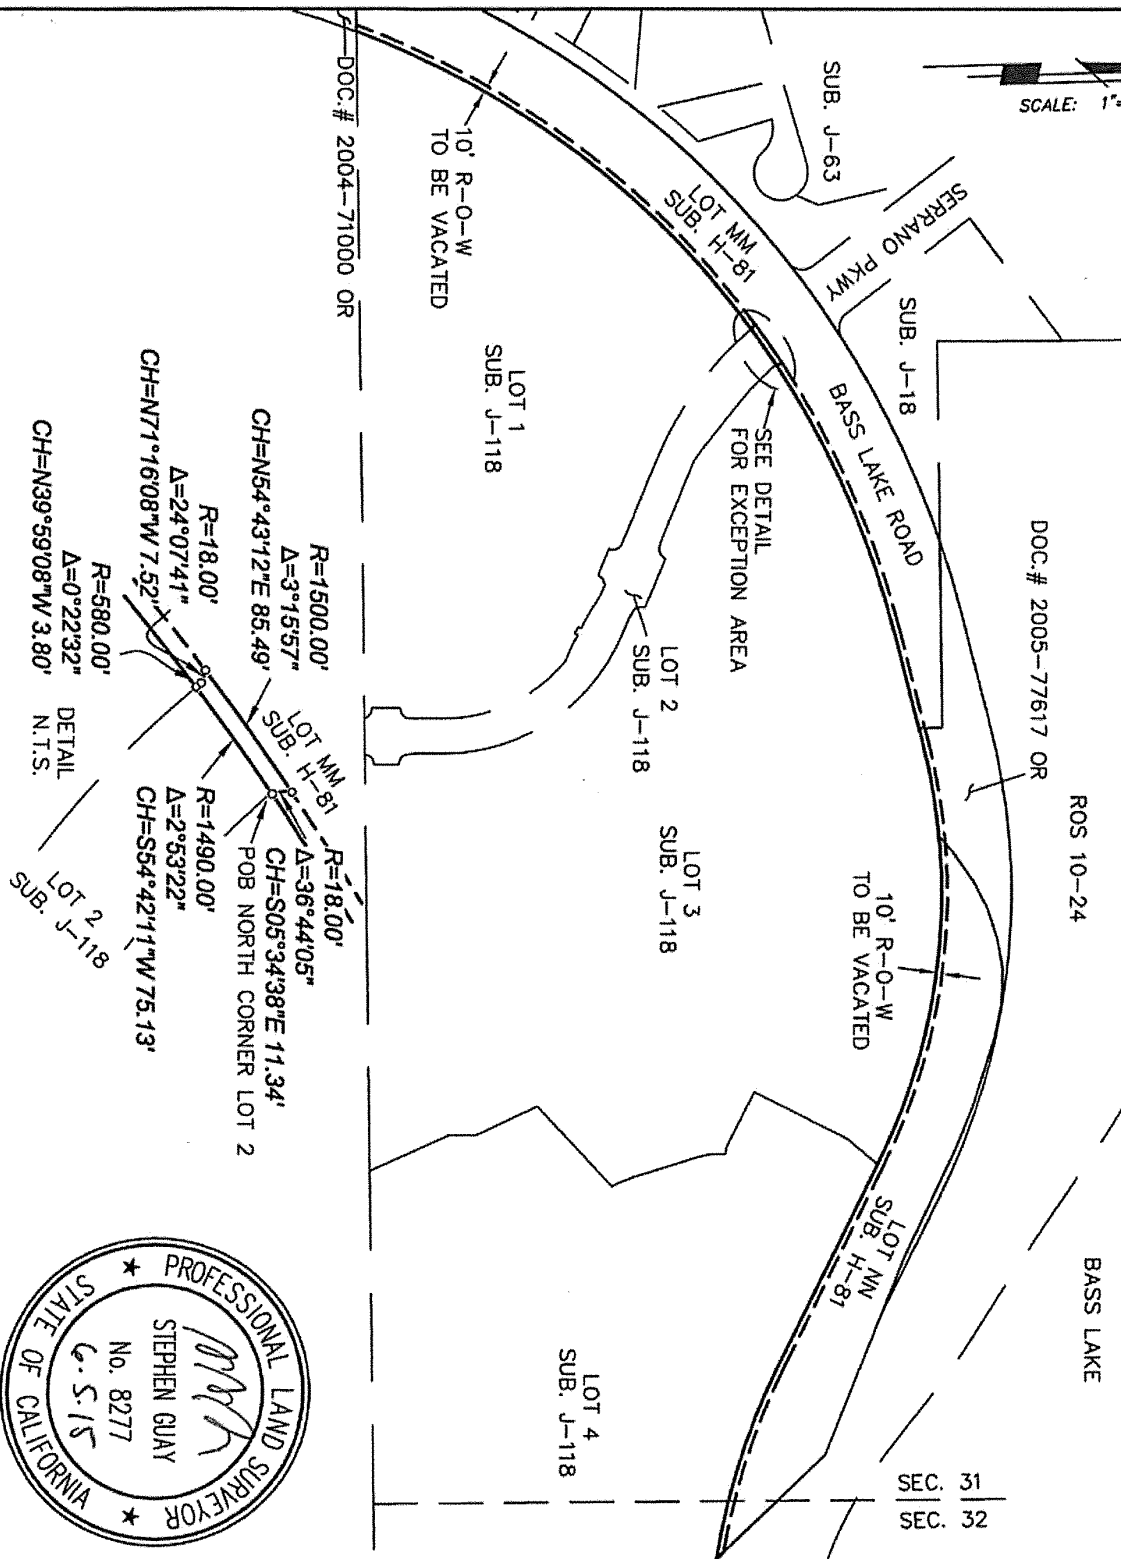 SCALE: 1"=
SUB. J-63
SERRANO PKWY
SUB. J-18
DOC.# 2005-77617 OR
ROS 10-24
BASS LAKE
DOC.# 2004-71000 OR
10' R-O-W
TO BE VACATED
LOT MM
SUB. H-81
BASS LAKE ROAD
SEE DETAIL
FOR EXCEPTION AREA
LOT 1
SUB. J-118
LOT 2
SUB. J-118
LOT 3
SUB. J-118
10' R-O-W
TO BE VACATED
LOT NN
SUB. H-81
LOT 4
SUB. J-118
SEC. 31
SEC. 32
R=1500.00'
Δ=3°15'57"
CH=N54°43'12"E 85.49'
R=18.00'
Δ=24°07'41"
CH=N71°16'08"W 7.52'
R=580.00'
Δ=0°22'32"
CH=N39°59'08"W 3.80'
DETAIL
N.T.S.
LOT MM
SUB. H-81
R=18.00'
Δ=36°44'05"
CH=S05°34'38"E 11.34'
POB NORTH CORNER LOT 2
R=1490.00'
Δ=2°53'22"
CH=S54°42'11"W 75.13'
LOT 2
SUB. J-118
PROFESSIONAL LAND SURVEYOR
STEPHEN GUAY
No. 8277
6.5.15
STATE OF CALIFORNIA